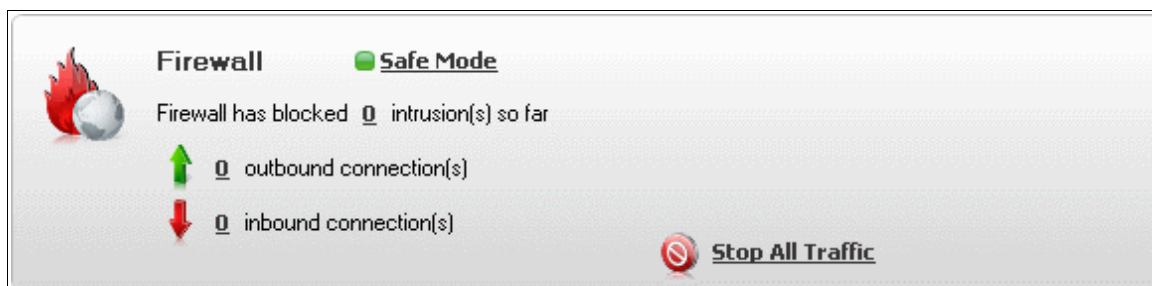 Firewall Safe Mode
Firewall has blocked 0 intrusion(s) so far
0 outbound connection(s)
0 inbound connection(s)
Stop All Traffic